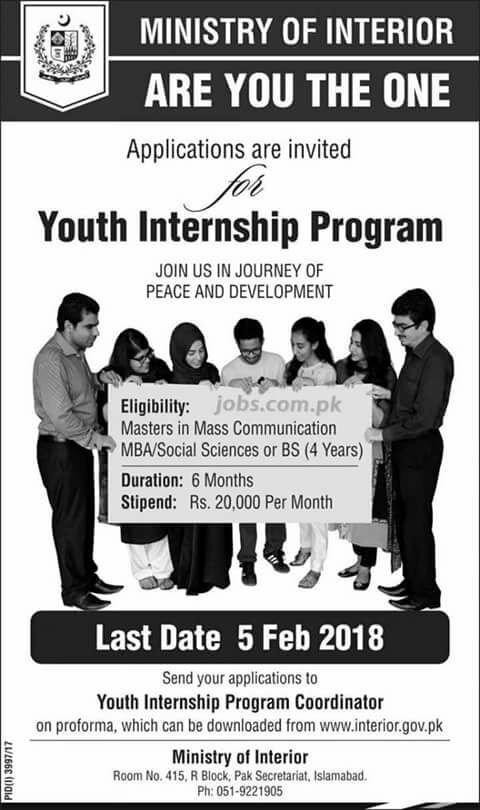 MINISTRY OF INTERIOR
ARE YOU THE ONE
Applications are invited
for
Youth Internship Program
JOIN US IN JOURNEY OF
PEACE AND DEVELOPMENT
jobs.com.pk
Eligibility:
Masters in Mass Communication
MBA/Social Sciences or BS (4 Years)
Duration: 6 Months
Stipend: Rs. 20,000 Per Month
Last Date 5 Feb 2018
Send your applications to
Youth Internship Program Coordinator
on proforma, which can be downloaded from www.interior.gov.pk
Ministry of Interior
Room No. 415, R Block, Pak Secretariat, Islamabad.
Ph: 051-9221905
PID(I) 3997/17